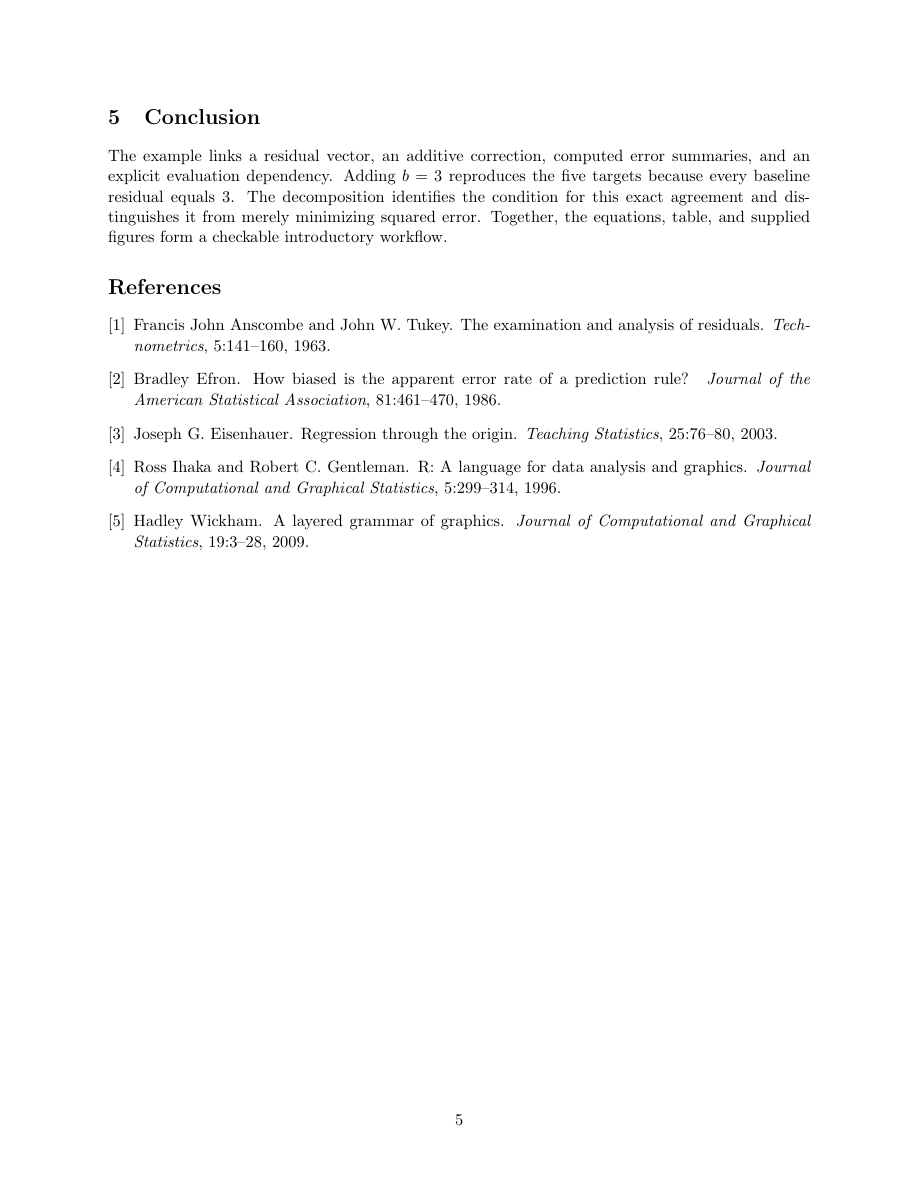 5 Conclusion
The example links a residual vector, an additive correction, computed error summaries, and an
explicit evaluation dependency. Adding b = 3 reproduces the five targets because every baseline
residual equals 3. The decomposition identifies the condition for this exact agreement and dis-
tinguishes it from merely minimizing squared error. Together, the equations, table, and supplied
figures form a checkable introductory workflow.
References
[1] Francis John Anscombe and John W. Tukey. The examination and analysis of residuals. Tech-
nometrics, 5:141–160, 1963.
[2] Bradley Efron. How biased is the apparent error rate of a prediction rule? Journal of the
American Statistical Association, 81:461–470, 1986.
[3] Joseph G. Eisenhauer. Regression through the origin. Teaching Statistics, 25:76–80, 2003.
[4] Ross Ihaka and Robert C. Gentleman. R: A language for data analysis and graphics. Journal
of Computational and Graphical Statistics, 5:299–314, 1996.
[5] Hadley Wickham. A layered grammar of graphics. Journal of Computational and Graphical
Statistics, 19:3–28, 2009.
5